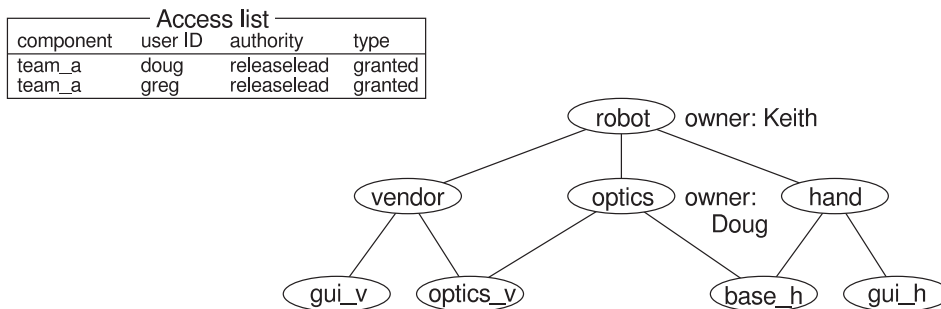 Access list
component user ID authority type
team_a doug releaselead granted
team_a greg releaselead granted
robot owner: Keith
vendor optics owner: hand
Doug
gui_v optics_v base_h gui_h